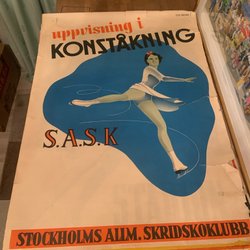 uppvisning i
KONSTÅKNING
S.A.S.K
STOCKHOLMS ALLM. SKRIDSKOKLUBB